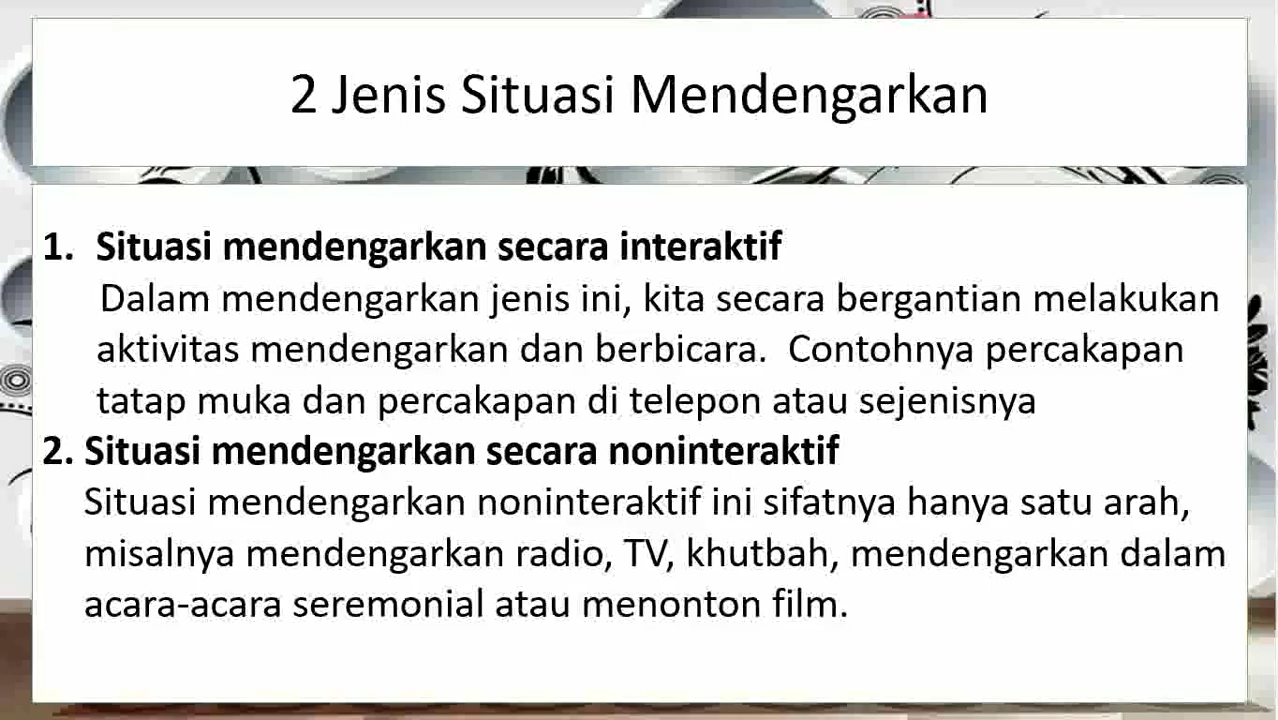 2 Jenis Situasi Mendengarkan
1. Situasi mendengarkan secara interaktif
Dalam mendengarkan jenis ini, kita secara bergantian melakukan
aktivitas mendengarkan dan berbicara. Contohnya percakapan
tatap muka dan percakapan di telepon atau sejenisnya
2. Situasi mendengarkan secara noninteraktif
Situasi mendengarkan noninteraktif ini sifatnya hanya satu arah,
misalnya mendengarkan radio, TV, khutbah, mendengarkan dalam
acara-acara seremonial atau menonton film.